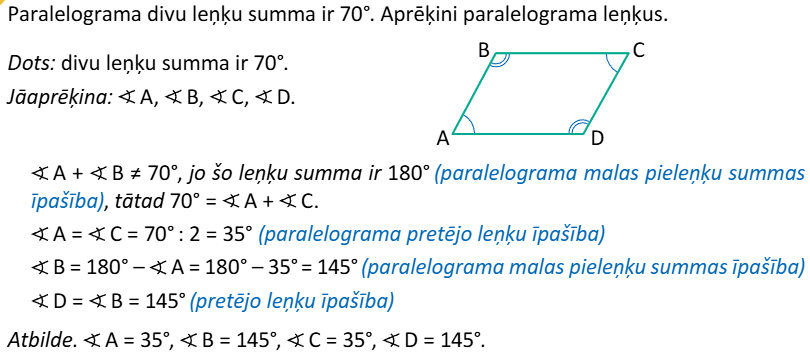 Paralelograma divu leņķu summa ir 70°. Aprēķini paralelograma leņķus.
Dots: divu leņķu summa ir 70°.
Jāaprēķina: ∢ A, ∢ B, ∢ C, ∢ D.
B
C
A
D
∢ A + ∢ B ≠ 70°, jo šo leņķu summa ir 180° (paralelograma malas pieleņķu summas
īpašība), tātad 70° = ∢ A + ∢ C.
∢ A = ∢ C = 70° : 2 = 35° (paralelograma pretējo leņķu īpašība)
∢ B = 180° – ∢ A = 180° – 35° = 145° (paralelograma malas pieleņķu summas īpašība)
∢ D = ∢ B = 145° (pretējo leņķu īpašība)
Atbilde. ∢ A = 35°, ∢ B = 145°, ∢ C = 35°, ∢ D = 145°.